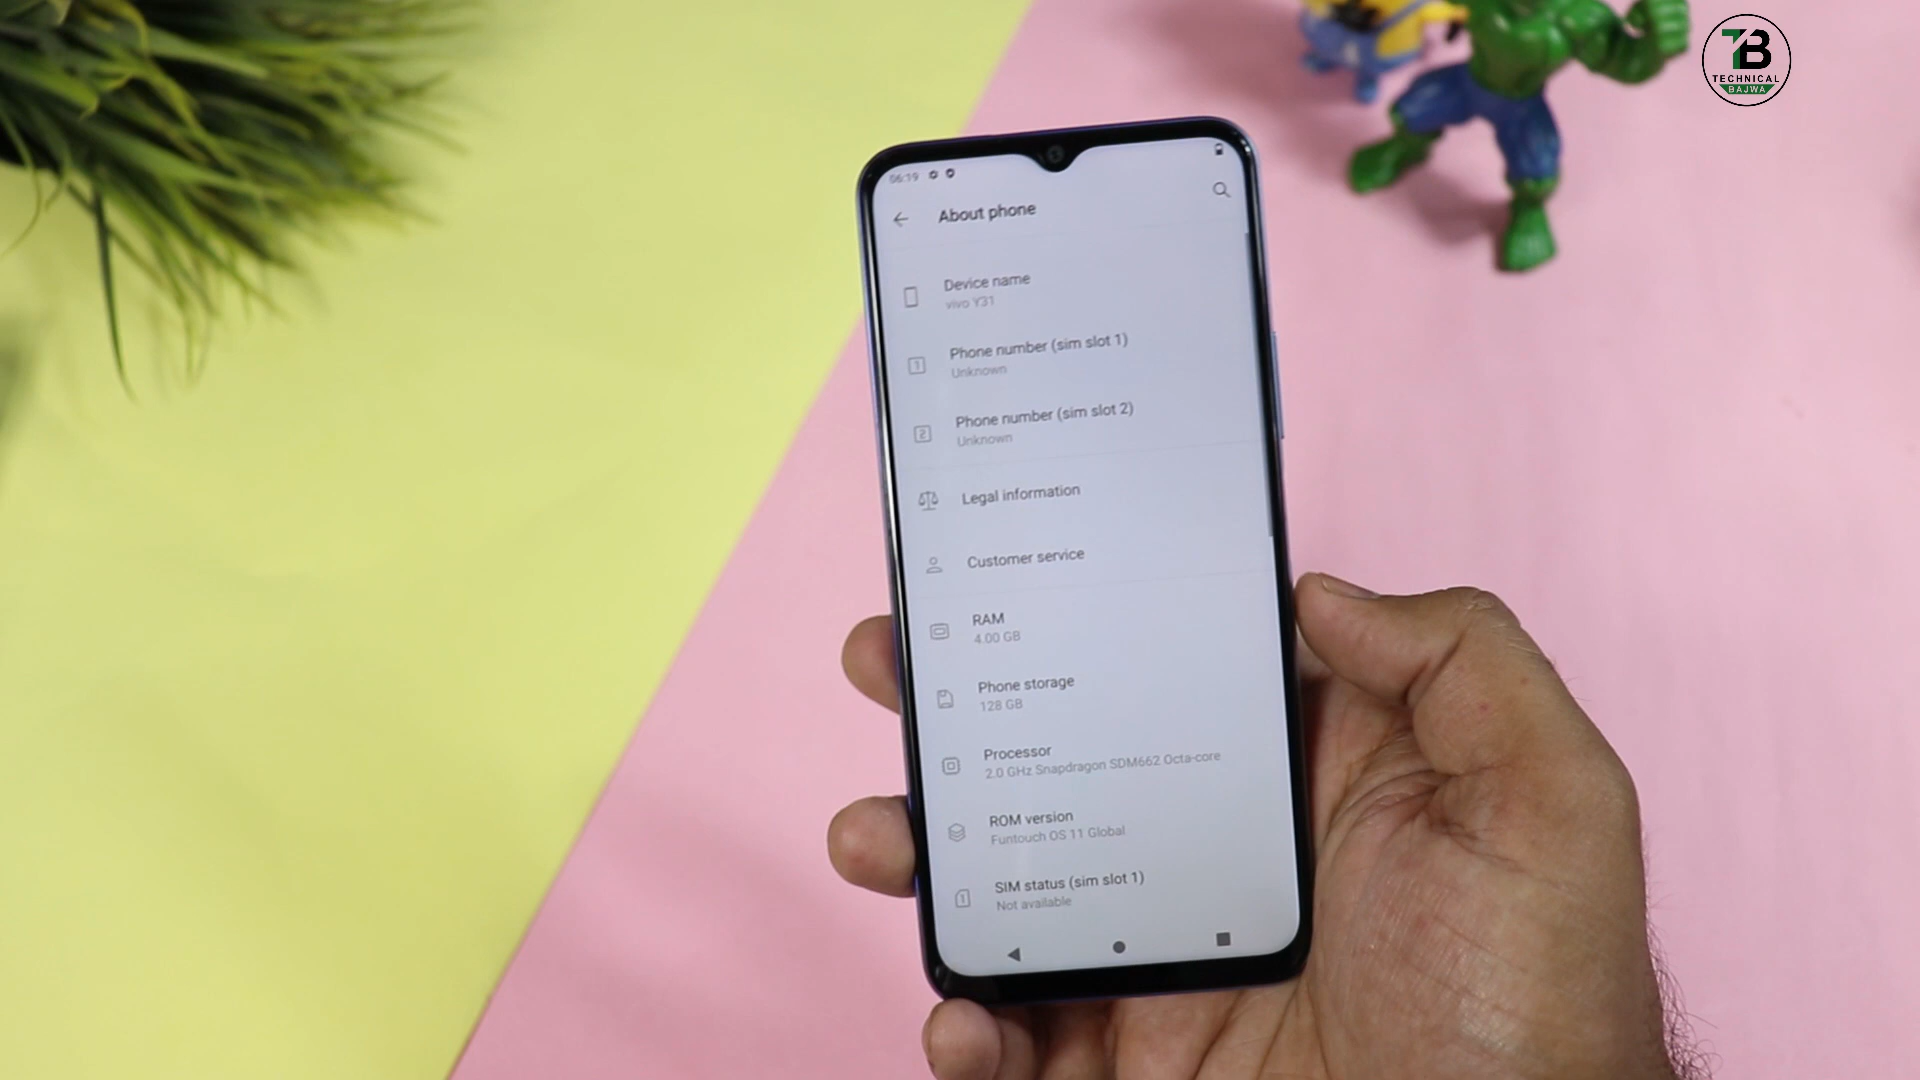 TB
TECHNICAL
BAJWA
06:19
About phone
Device name
vivo Y31
Phone number (sim slot 1)
Unknown
Phone number (sim slot 2)
Unknown
Legal information
Customer service
RAM
4.00 GB
Phone storage
128 GB
Processor
2.0 GHz Snapdragon SDM662 Octa-core
ROM version
Funtouch OS 11 Global
SIM status (sim slot 1)
Not available